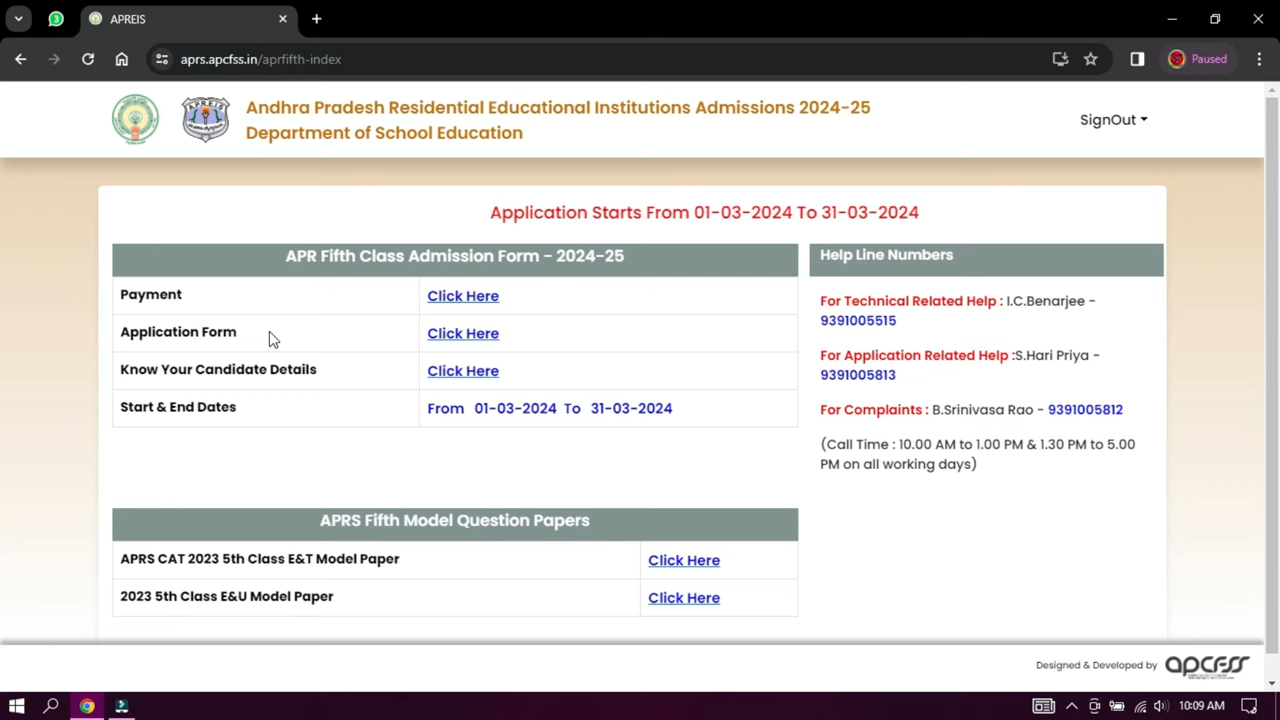 3
APREIS
aprs.apcfss.in/aprfifth-index
Paused
Andhra Pradesh Residential Educational Institutions Admissions 2024-25
Department of School Education
SignOut
Application Starts From 01-03-2024 To 31-03-2024
APR Fifth Class Admission Form - 2024-25
Payment Click Here
Application Form Click Here
Know Your Candidate Details Click Here
Start & End Dates From 01-03-2024 To 31-03-2024
Help Line Numbers
For Technical Related Help : I.C.Benarjee -
9391005515
For Application Related Help :S.Hari Priya -
9391005813
For Complaints : B.Srinivasa Rao - 9391005812
(Call Time : 10.00 AM to 1.00 PM & 1.30 PM to 5.00
PM on all working days)
APRS Fifth Model Question Papers
APRS CAT 2023 5th Class E&T Model Paper Click Here
2023 5th Class E&U Model Paper Click Here
Designed & Developed by apcfss
10:09 AM